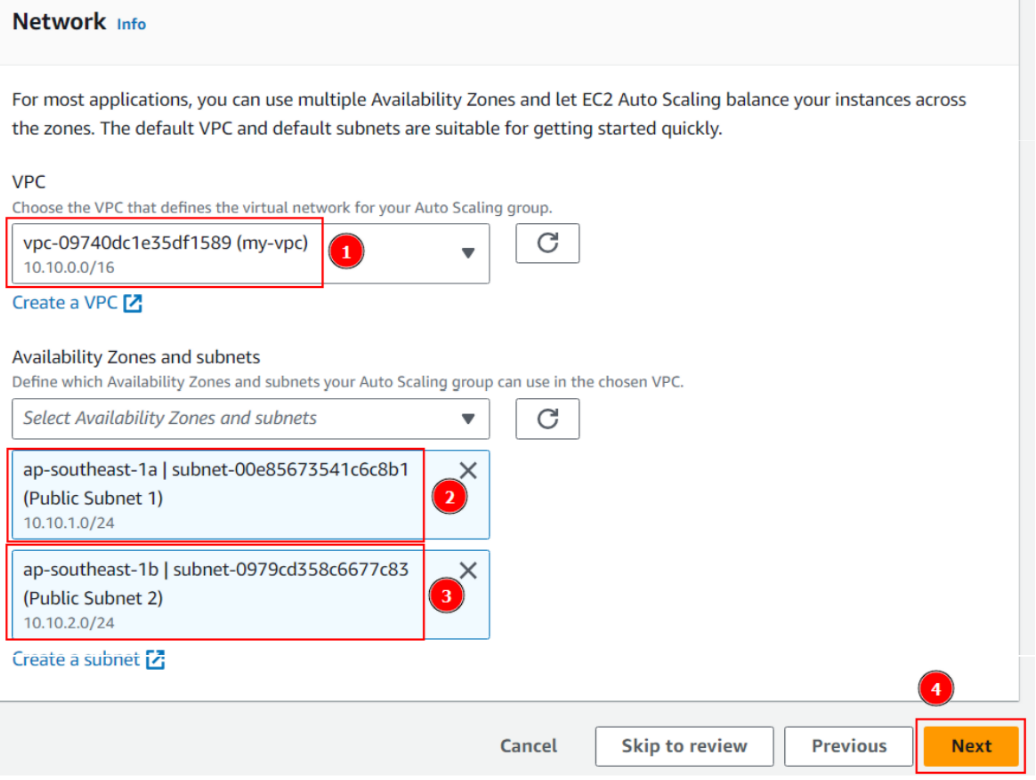 Network Info
For most applications, you can use multiple Availability Zones and let EC2 Auto Scaling balance your instances across
the zones. The default VPC and default subnets are suitable for getting started quickly.
VPC
Choose the VPC that defines the virtual network for your Auto Scaling group.
vpc-09740dc1e35df1589 (my-vpc)
1
10.10.0.0/16
Create a VPC
Availability Zones and subnets
Define which Availability Zones and subnets your Auto Scaling group can use in the chosen VPC.
Select Availability Zones and subnets
ap-southeast-1a | subnet-00e85673541c6c8b1
(Public Subnet 1)
2
10.10.1.0/24
ap-southeast-1b | subnet-0979cd358c6677c83
(Public Subnet 2)
3
10.10.2.0/24
Create a subnet
4
Cancel Skip to review Previous Next